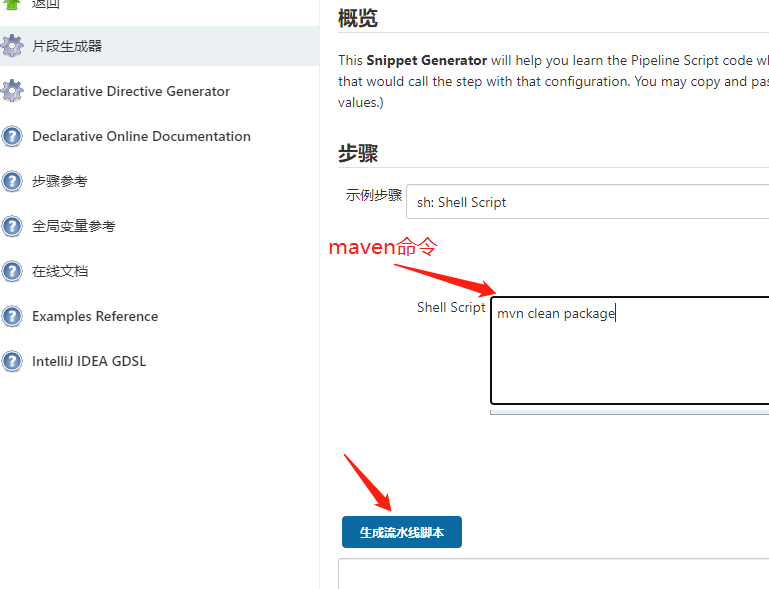 返回
片段生成器
Declarative Directive Generator
Declarative Online Documentation
步骤参考
全局变量参考
在线文档
Examples Reference
IntelliJ IDEA GDSL
概览
This Snippet Generator will help you learn the Pipeline Script code
that would call the step with that configuration. You may copy and
values.)
步骤
示例步骤
sh: Shell Script
maven命令
Shell Script
mvn clean package
生成流水线脚本